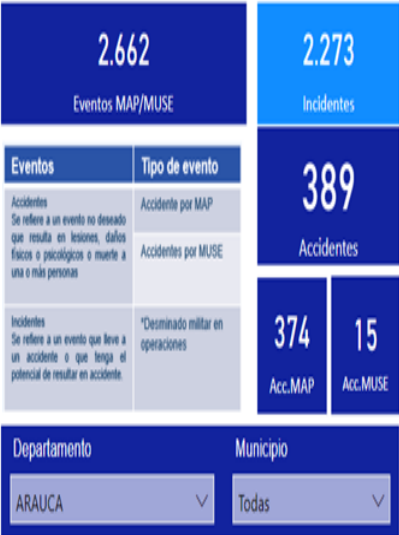 2.662
Eventos MAP/MUSE
2.273
Incidentes
389
Accidentes
374
Acc.MAP
15
Acc.MUSE
Eventos
Tipo de evento
Accidentes
Se refiere a un evento no deseado
que resulta en lesiones, daños
físicos o psicológicos o muerte a
una o más personas
Accidente por MAP
Accidentes por MUSE
Incidentes
Se refiere a un evento que lleve a
un accidente o que tenga el
potencial de resultar en accidente.
*Desminado militar en
operaciones
Departamento
ARAUCA
Municipio
Todas